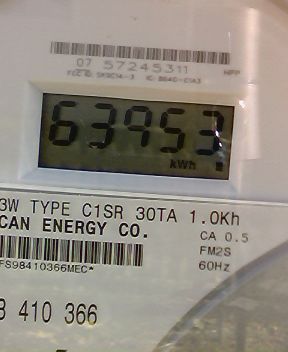 07 57245311
63953
kWh
3W TYPE C1SR 30TA 1.0Kh
CAN ENERGY CO.
CA 0.5
FM2S
60Hz
FS98410366MEC*
3 410 366